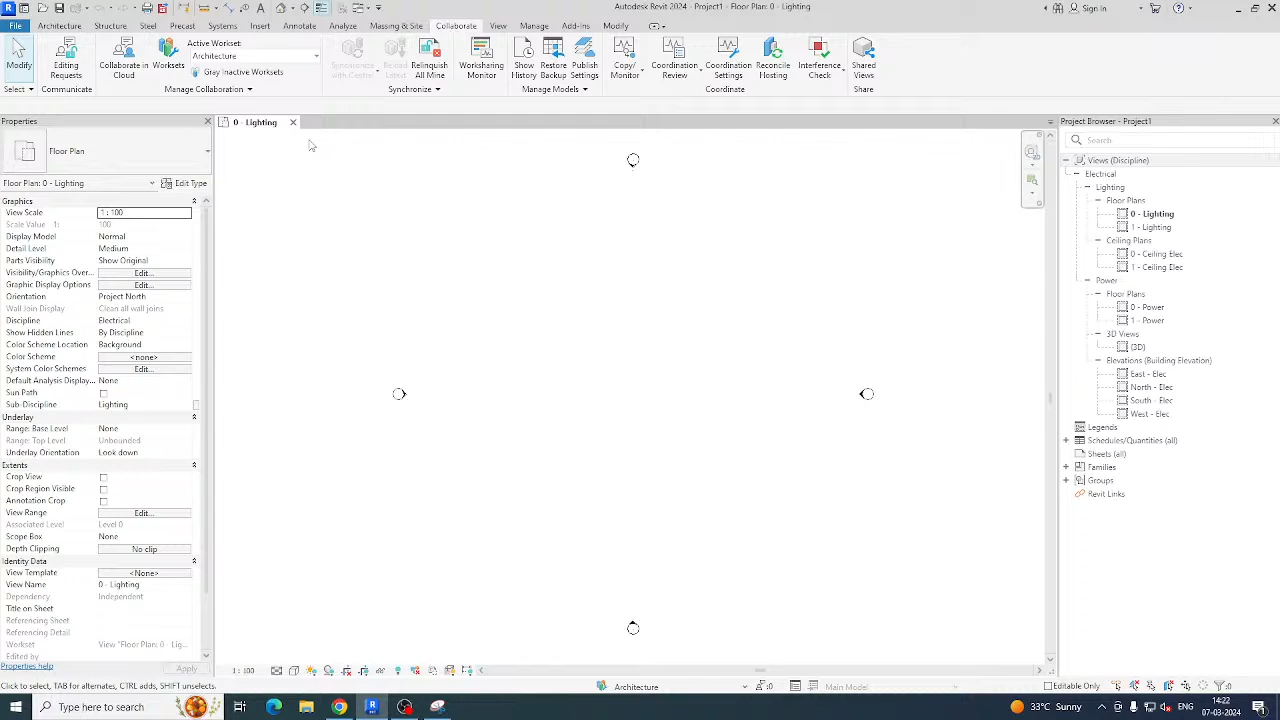 Autodesk Revit 2024 - Project1 - Floor Plan: 0 - Lighting
Sign In
File Architecture Structure Steel Precast Systems Insert Annotate Analyze Massing & Site Collaborate View Manage Add-Ins Modify
Modify
Select
Editing
Requests
Communicate
Collaborate
in Cloud
Worksets
Active Workset:
Architecture
Gray Inactive Worksets
Manage Collaboration
Synchronize
with Central
Reload
Latest
Relinquish
All Mine
Synchronize
Worksharing
Monitor
Show
History
Restore
Backup
Publish
Settings
Manage Models
Copy/
Monitor
Coordination
Review
Coordination
Settings
Reconcile
Hosting
Interference
Check
Coordinate
Shared
Views
Share
Properties
Floor Plan
Floor Plan: 0 - Lighting
Edit Type
Graphics
View Scale 1 : 100
Scale Value 1: 100
Display Model Normal
Detail Level Medium
Parts Visibility Show Original
Visibility/Graphics Over... Edit...
Graphic Display Options Edit...
Orientation Project North
Wall Join Display Clean all wall joins
Discipline Electrical
Show Hidden Lines By Discipline
Color Scheme Location Background
Color Scheme <none>
System Color Schemes Edit...
Default Analysis Display... None
Sun Path
Sub-Discipline Lighting
Underlay
Range: Base Level None
Range: Top Level Unbounded
Underlay Orientation Look down
Extents
Crop View
Crop Region Visible
Annotation Crop
View Range Edit...
Associated Level Level 0
Scope Box None
Depth Clipping No clip
Identity Data
View Template <None>
View Name 0 - Lighting
Dependency Independent
Title on Sheet
Referencing Sheet
Referencing Detail
Workset View "Floor Plan: 0 - Lig...
Edited by
Properties help
Apply
0 - Lighting
1 : 100
Project Browser - Project1
Search
Views (Discipline)
Electrical
Lighting
Floor Plans
0 - Lighting
1 - Lighting
Ceiling Plans
0 - Ceiling Elec
1 - Ceiling Elec
Power
Floor Plans
0 - Power
1 - Power
3D Views
{3D}
Elevations (Building Elevation)
East - Elec
North - Elec
South - Elec
West - Elec
Legends
Schedules/Quantities (all)
Sheets (all)
Families
Groups
Revit Links
Click to select, TAB for alternates, CTRL adds, SHIFT unselects.
Architecture
:0
Main Model
Editable Only
:0
Type here to search
33°C Sunny
ENG
14:22
07-03-2024